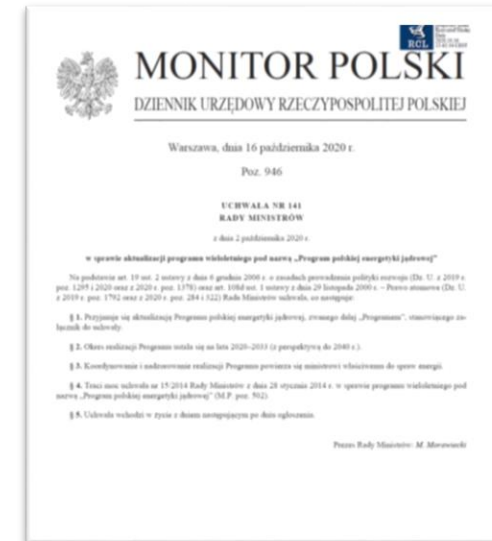 RCL
MONITOR POLSKI
DZIENNIK URZĘDOWY RZECZYPOSPOLITEJ POLSKIEJ
Warszawa, dnia 16 października 2020 r.
Poz. 946
UCHWAŁA NR 141
RADY MINISTRÓW
z dnia 2 października 2020 r.
w sprawie aktualizacji programu wieloletniego pod nazwą „Program polskiej energetyki jądrowej”
Na podstawie art. 19 ust. 2 ustawy z dnia 6 grudnia 2006 r. o zasadach prowadzenia polityki rozwoju (Dz. U. z 2019 r.
poz. 1295 i 2020 oraz z 2020 r. poz. 1378) oraz art. 108d ust. 1 ustawy z dnia 29 listopada 2000 r. – Prawo atomowe (Dz. U.
z 2019 r. poz. 1792 oraz z 2020 r. poz. 284 i 322) Rada Ministrów uchwala, co następuje:
§ 1. Przyjmuje się aktualizację Programu polskiej energetyki jądrowej, zwanego dalej „Programem”, stanowiącego za-
łącznik do uchwały.
§ 2. Okres realizacji Programu ustala się na lata 2020–2033 (z perspektywą do 2040 r.).
§ 3. Koordynowanie i nadzorowanie realizacji Programu powierza się ministrowi właściwemu do spraw energii.
§ 4. Traci moc uchwała nr 15/2014 Rady Ministrów z dnia 28 stycznia 2014 r. w sprawie programu wieloletniego pod
nazwą „Program polskiej energetyki jądrowej” (M.P. poz. 502).
§ 5. Uchwała wchodzi w życie z dniem następującym po dniu ogłoszenia.
Prezes Rady Ministrów: M. Morawiecki